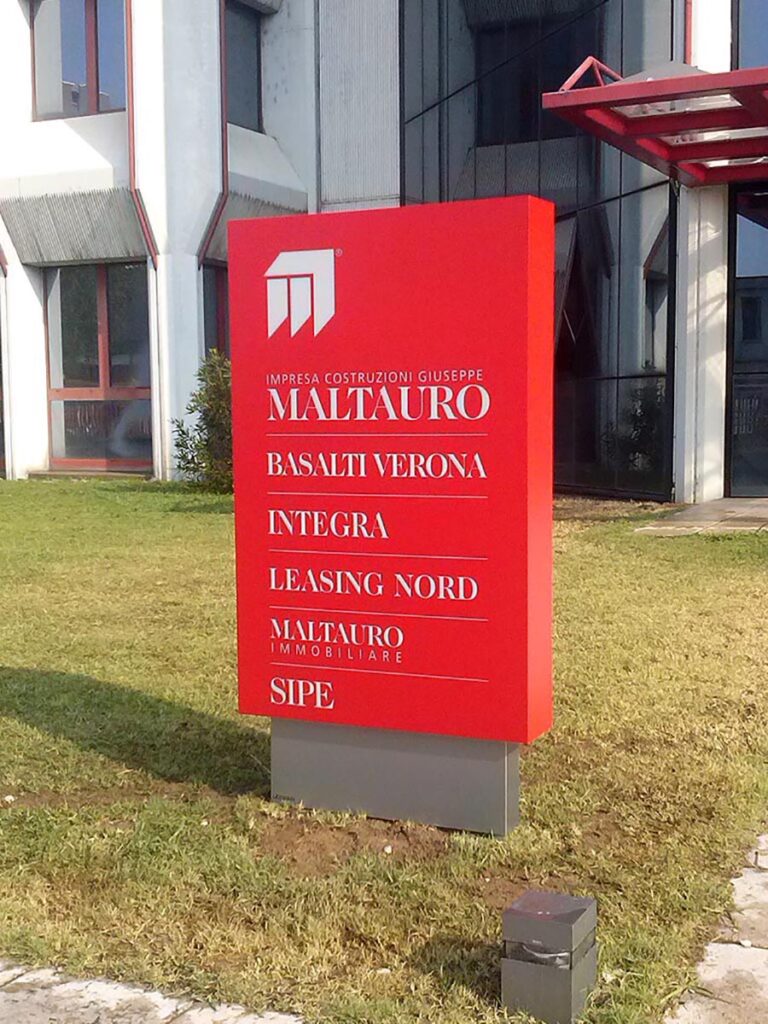 ®
IMPRESA COSTRUZIONI GIUSEPPE
MALTAURO
BASALTI VERONA
INTEGRA
LEASING NORD
MALTAURO
IMMOBILIARE
SIPE